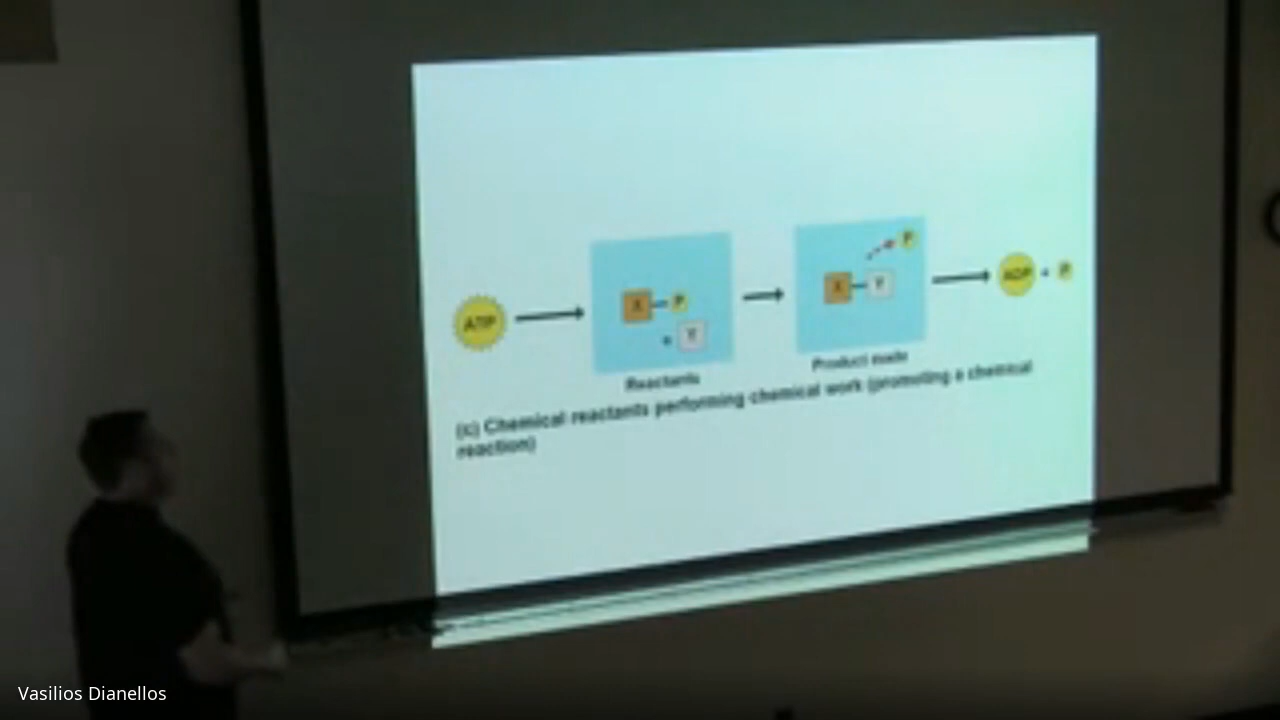 ATP
X P
+ Y
Reactants
P
X Y
Product made
ADP + P
(c) Chemical reactants performing chemical work (promoting a chemical
reaction)
Vasilios Dianellos